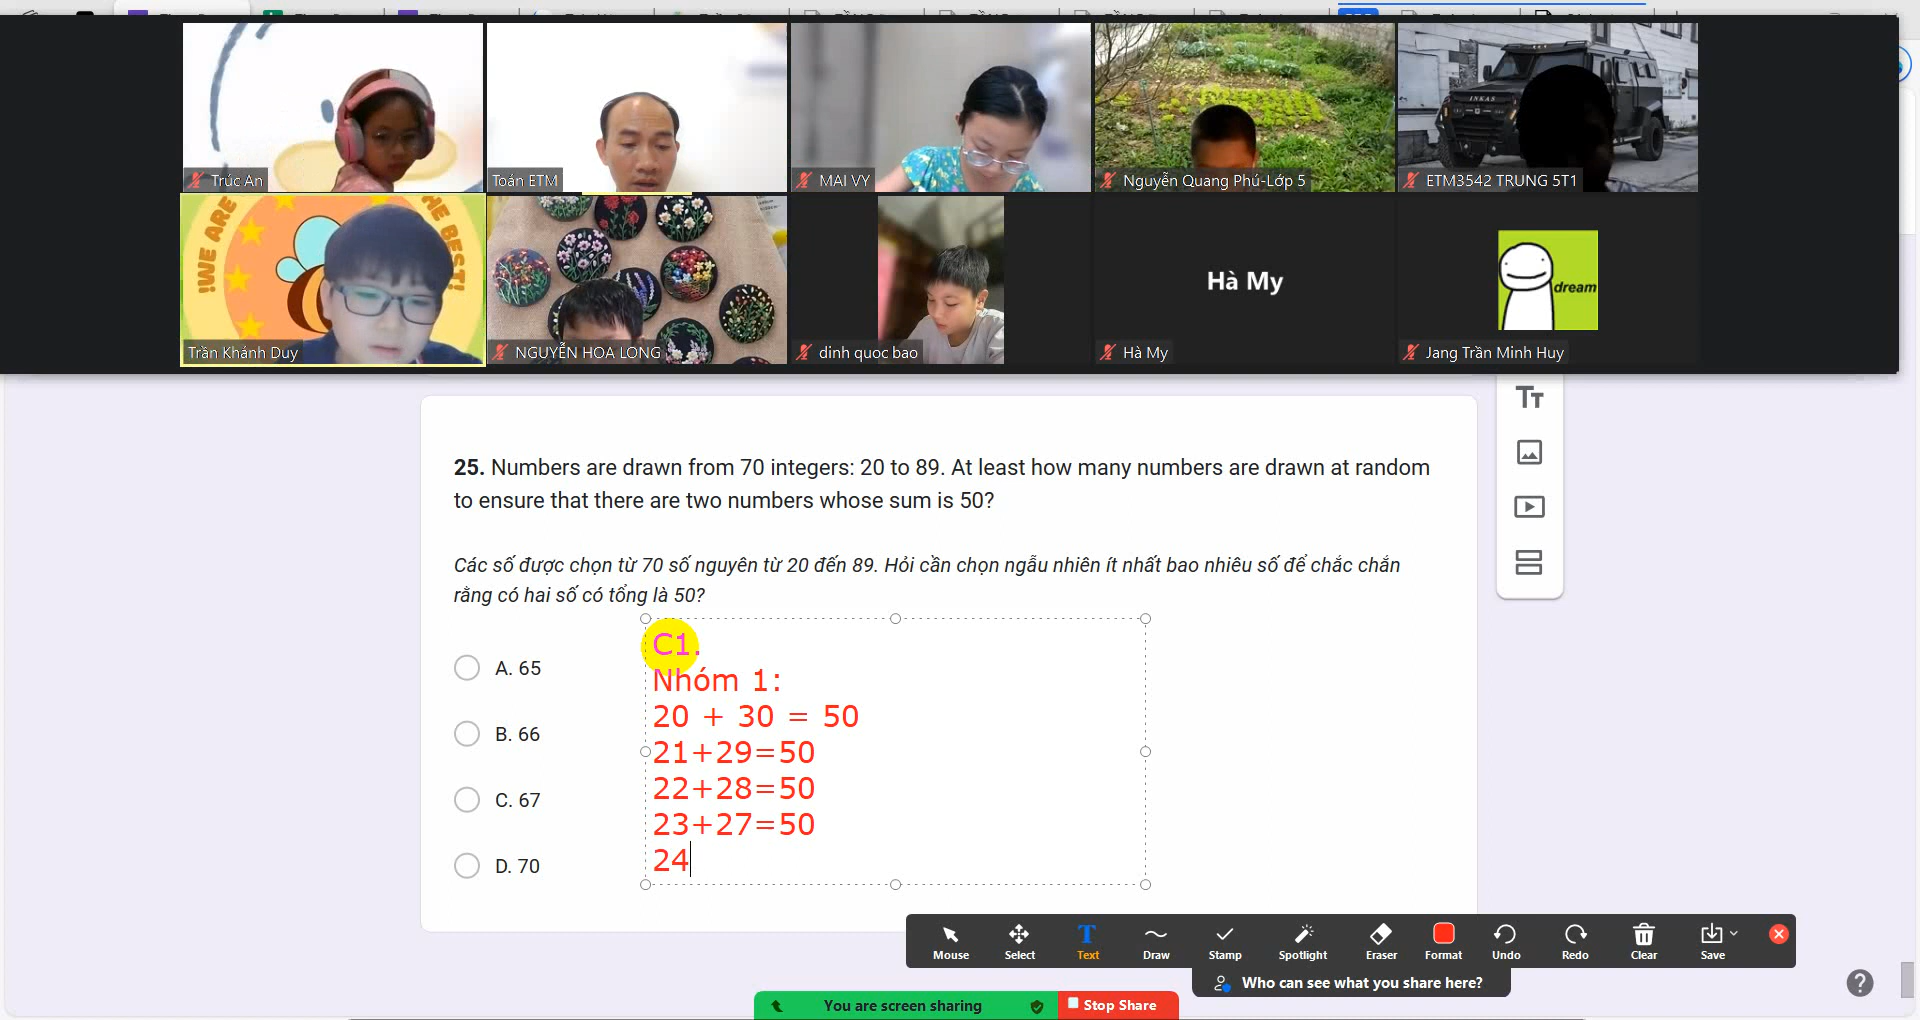 !WE ARE
HE BEST!
INKAS
Trúc An
Toán ETM
MAI VY
Nguyễn Quang Phú-Lớp 5
ETM3542 TRUNG 5T1
Hà My
dream
Trần Khánh Duy
NGUYỄN HOA LONG
dinh quoc bao
Hà My
Jang Trần Minh Huy
25. Numbers are drawn from 70 integers: 20 to 89. At least how many numbers are drawn at random
to ensure that there are two numbers whose sum is 50?
Các số được chọn từ 70 số nguyên từ 20 đến 89. Hỏi cần chọn ngẫu nhiên ít nhất bao nhiêu số để chắc chắn
rằng có hai số có tổng là 50?
A. 65
B. 66
C. 67
D. 70
C1.
Nhóm 1:
20 + 30 = 50
21+29=50
22+28=50
23+27=50
24
Tт
Mouse
Select
Text
Draw
Stamp
Spotlight
Eraser
Format
Undo
Redo
Clear
Save
Who can see what you share here?
You are screen sharing
Stop Share